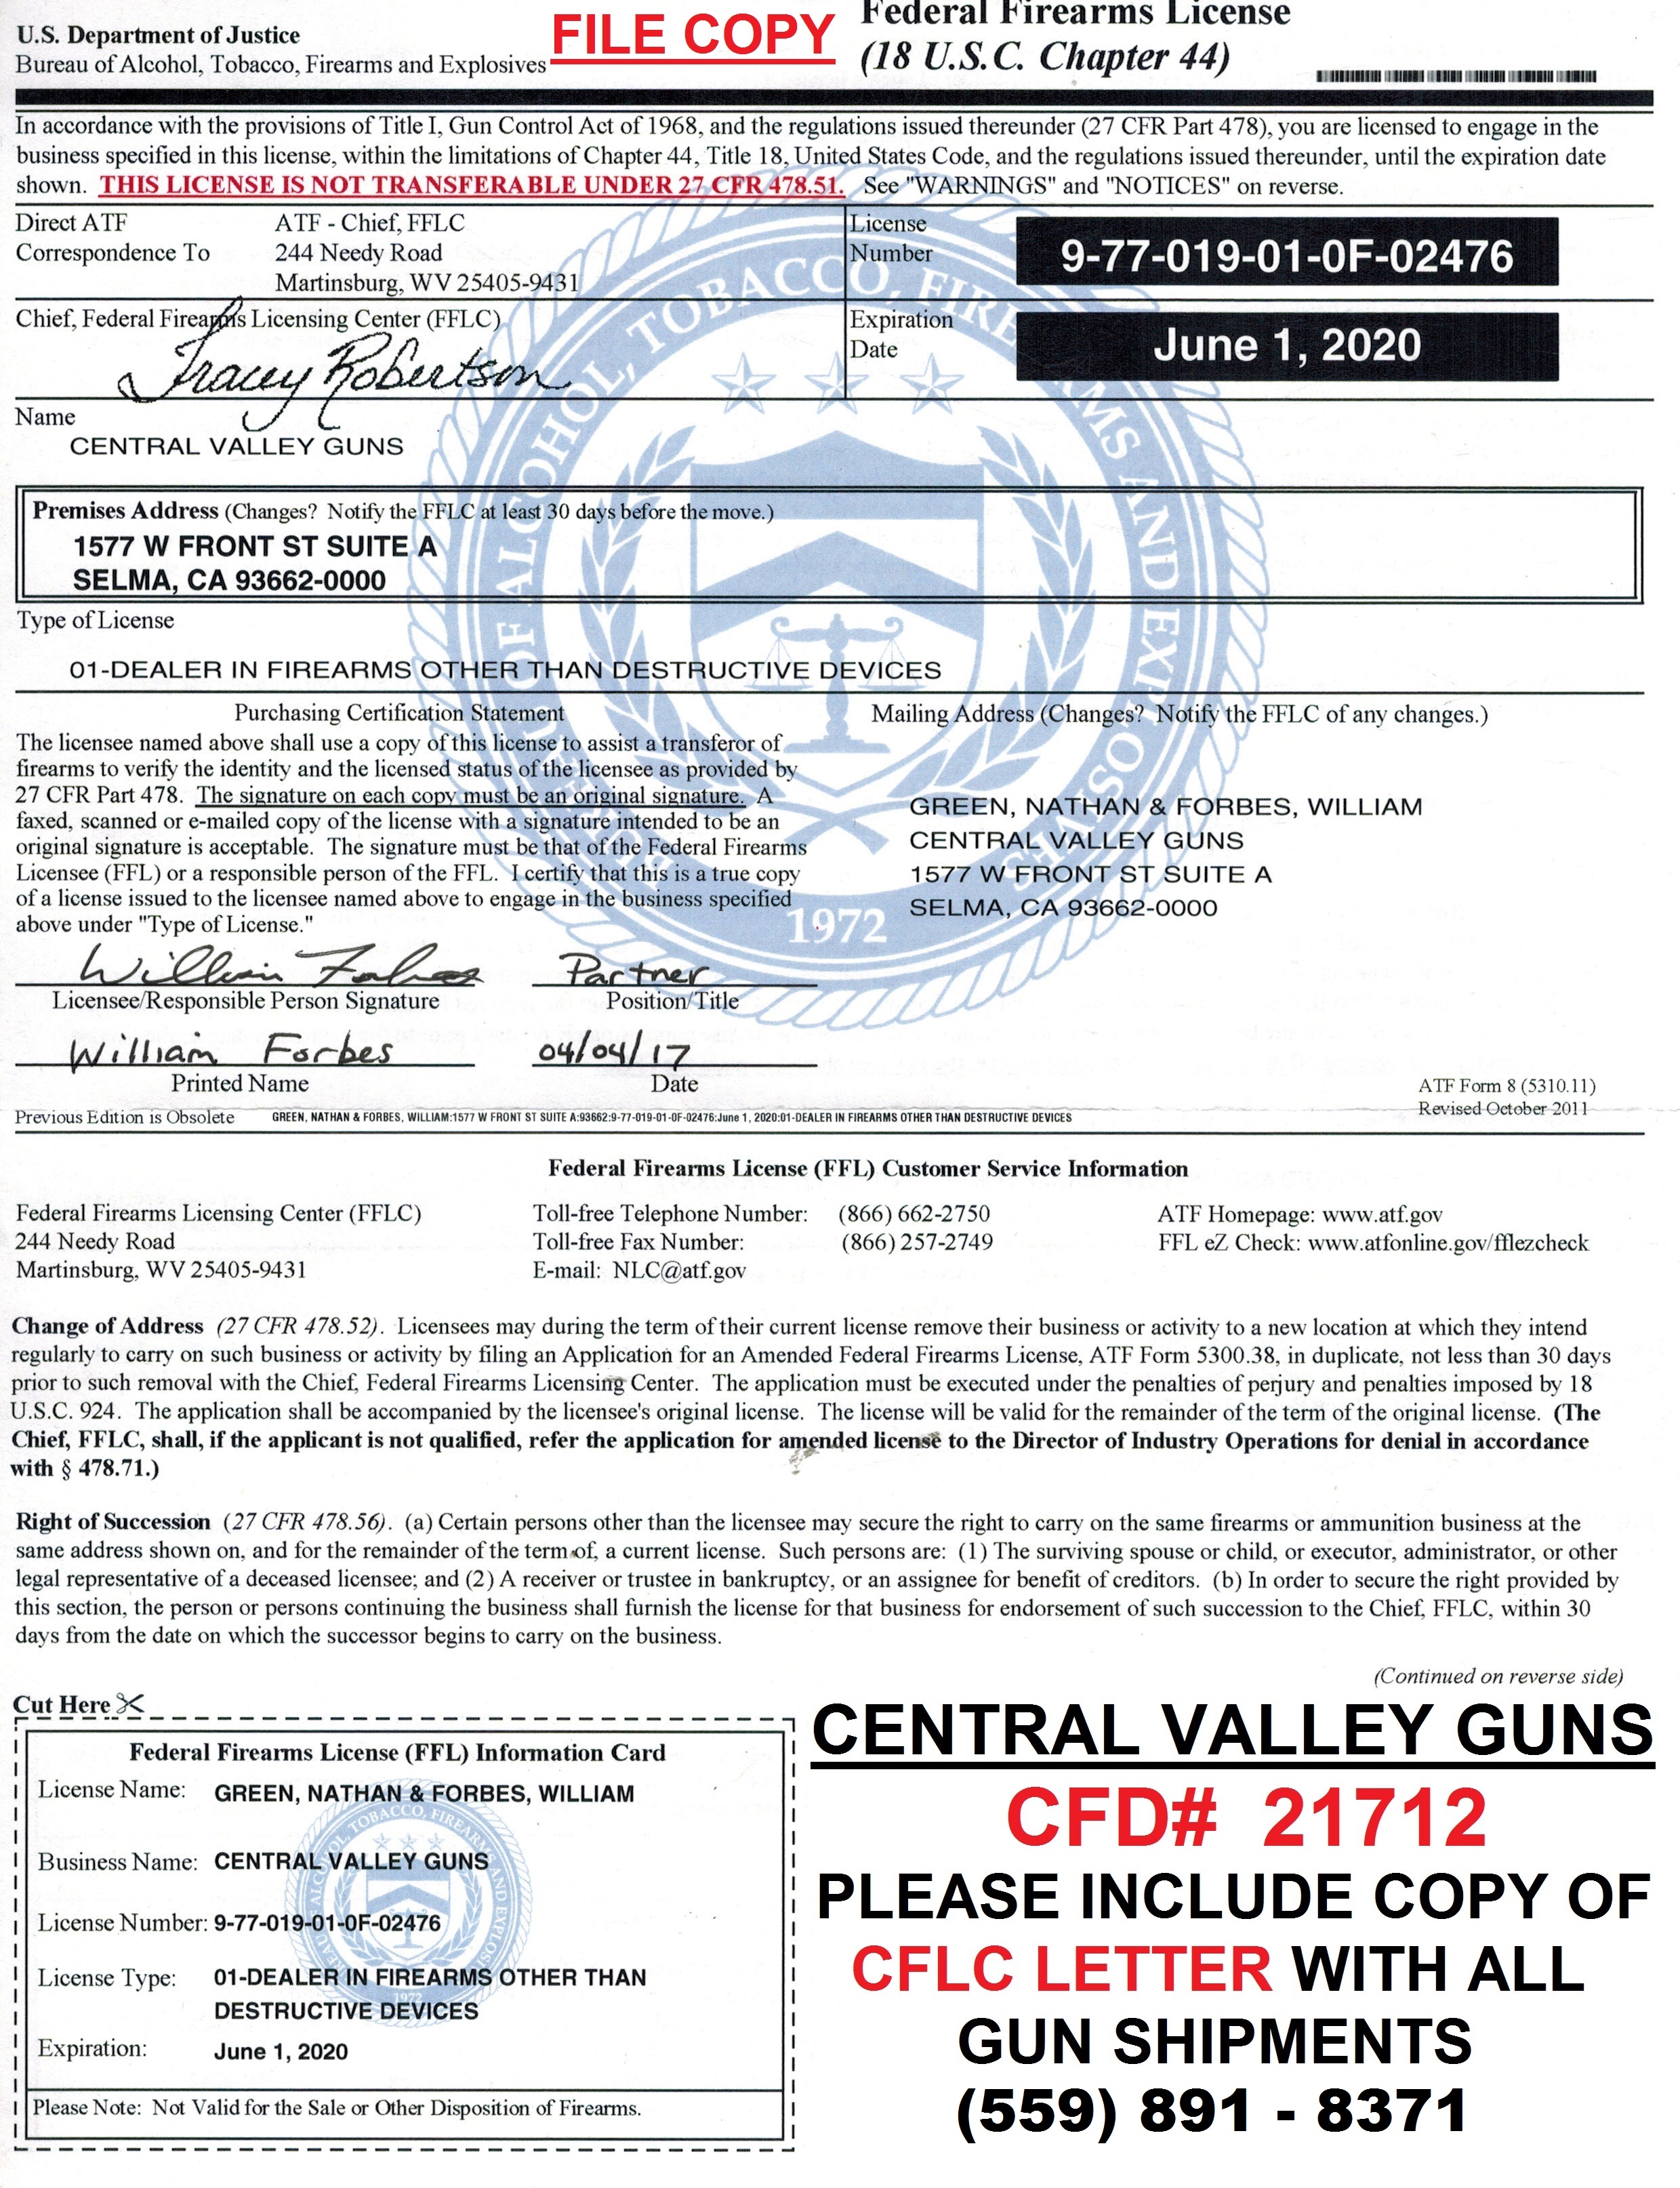 U.S. Department of Justice
Bureau of Alcohol, Tobacco, Firearms and Explosives
FILE COPY
Federal Firearms License
(18 U.S.C. Chapter 44)
In accordance with the provisions of Title I, Gun Control Act of 1968, and the regulations issued thereunder (27 CFR Part 478), you are licensed to engage in the
business specified in this license, within the limitations of Chapter 44, Title 18, United States Code, and the regulations issued thereunder, until the expiration date
shown. THIS LICENSE IS NOT TRANSFERABLE UNDER 27 CFR 478.51. See "WARNINGS" and "NOTICES" on reverse.
Direct ATF
Correspondence To
ATF - Chief, FFLC
244 Needy Road
Martinsburg, WV 25405-9431
License
Number
9-77-019-01-0F-02476
Chief, Federal Firearms Licensing Center (FFLC)
Tracey Robertson
Expiration
Date
June 1, 2020
Name
CENTRAL VALLEY GUNS
Premises Address (Changes? Notify the FFLC at least 30 days before the move.)
1577 W FRONT ST SUITE A
SELMA, CA 93662-0000
Type of License
01-DEALER IN FIREARMS OTHER THAN DESTRUCTIVE DEVICES
BUREAU OF ALCOHOL, TOBACCO, FIREARMS AND EXPLOSIVES
1972
Purchasing Certification Statement
The licensee named above shall use a copy of this license to assist a transferor of
firearms to verify the identity and the licensed status of the licensee as provided by
27 CFR Part 478. The signature on each copy must be an original signature. A
faxed, scanned or e-mailed copy of the license with a signature intended to be an
original signature is acceptable. The signature must be that of the Federal Firearms
Licensee (FFL) or a responsible person of the FFL. I certify that this is a true copy
of a license issued to the licensee named above to engage in the business specified
above under "Type of License."
Mailing Address (Changes? Notify the FFLC of any changes.)
GREEN, NATHAN & FORBES, WILLIAM
CENTRAL VALLEY GUNS
1577 W FRONT ST SUITE A
SELMA, CA 93662-0000
William Forbes
Partner
Licensee/Responsible Person Signature
Position/Title
William Forbes
04/04/17
Printed Name
Date
ATF Form 8 (5310.11)
Revised October 2011
Previous Edition is Obsolete
GREEN, NATHAN & FORBES, WILLIAM:1577 W FRONT ST SUITE A:93662:9-77-019-01-0F-02476:June 1, 2020:01-DEALER IN FIREARMS OTHER THAN DESTRUCTIVE DEVICES
Federal Firearms License (FFL) Customer Service Information
Federal Firearms Licensing Center (FFLC)
244 Needy Road
Martinsburg, WV 25405-9431
Toll-free Telephone Number: (866) 662-2750
Toll-free Fax Number: (866) 257-2749
E-mail: NLC@atf.gov
ATF Homepage: www.atf.gov
FFL eZ Check: www.atfonline.gov/fflezcheck
Change of Address (27 CFR 478.52). Licensees may during the term of their current license remove their business or activity to a new location at which they intend
regularly to carry on such business or activity by filing an Application for an Amended Federal Firearms License, ATF Form 5300.38, in duplicate, not less than 30 days
prior to such removal with the Chief, Federal Firearms Licensing Center. The application must be executed under the penalties of perjury and penalties imposed by 18
U.S.C. 924. The application shall be accompanied by the licensee's original license. The license will be valid for the remainder of the term of the original license. (The
Chief, FFLC, shall, if the applicant is not qualified, refer the application for amended license to the Director of Industry Operations for denial in accordance
with § 478.71.)
Right of Succession (27 CFR 478.56). (a) Certain persons other than the licensee may secure the right to carry on the same firearms or ammunition business at the
same address shown on, and for the remainder of the term of, a current license. Such persons are: (1) The surviving spouse or child, or executor, administrator, or other
legal representative of a deceased licensee; and (2) A receiver or trustee in bankruptcy, or an assignee for benefit of creditors. (b) In order to secure the right provided by
this section, the person or persons continuing the business shall furnish the license for that business for endorsement of such succession to the Chief, FFLC, within 30
days from the date on which the successor begins to carry on the business.
(Continued on reverse side)
Cut Here
Federal Firearms License (FFL) Information Card
License Name: GREEN, NATHAN & FORBES, WILLIAM
Business Name: CENTRAL VALLEY GUNS
License Number: 9-77-019-01-0F-02476
License Type: 01-DEALER IN FIREARMS OTHER THAN
DESTRUCTIVE DEVICES
Expiration: June 1, 2020
Please Note: Not Valid for the Sale or Other Disposition of Firearms.
BUREAU OF ALCOHOL, TOBACCO, FIREARMS AND EXPLOSIVES
1972
CENTRAL VALLEY GUNS
CFD# 21712
PLEASE INCLUDE COPY OF
CFLC LETTER WITH ALL
GUN SHIPMENTS
(559) 891 - 8371